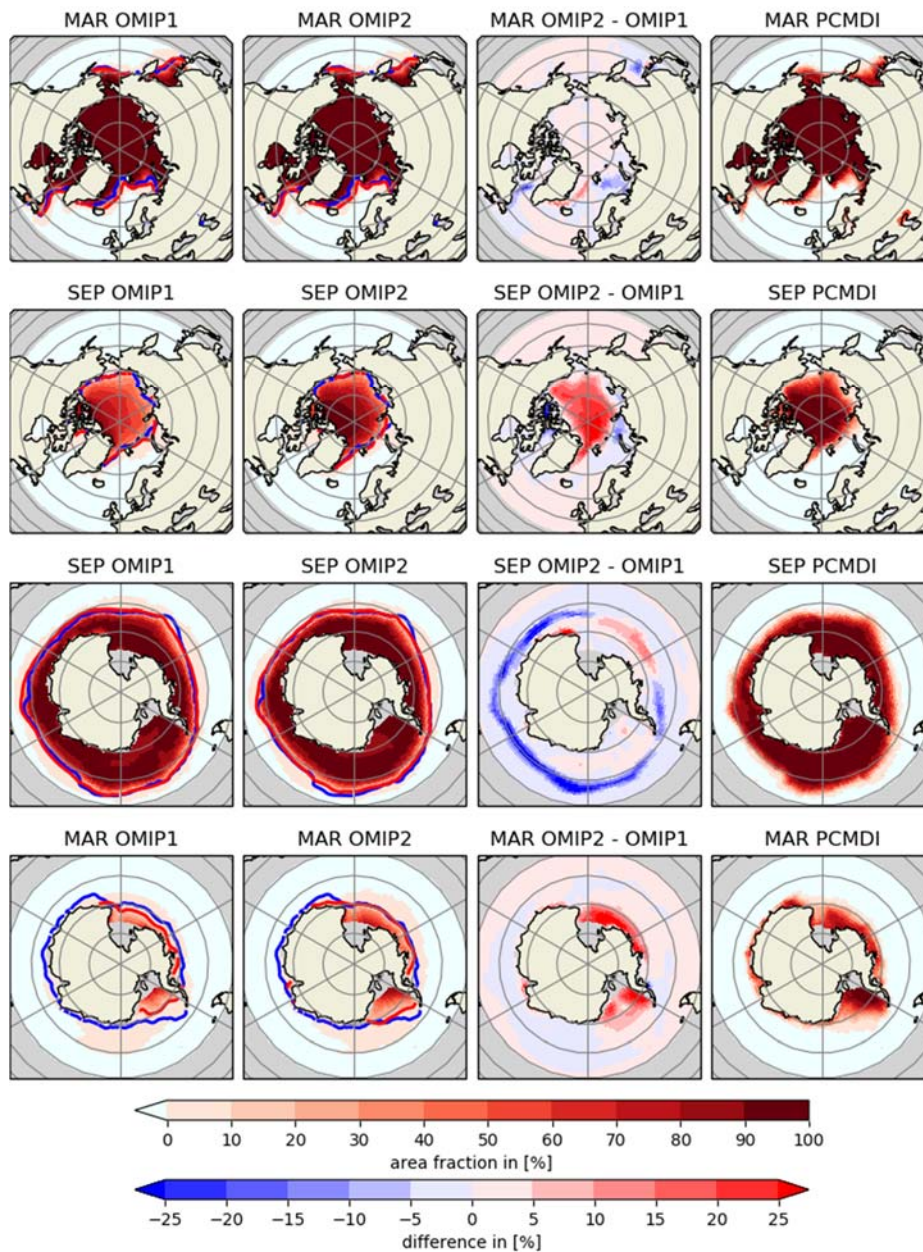 MAR OMIP1 MAR OMIP2 MAR OMIP2 - OMIP1 MAR PCMDI
SEP OMIP1 SEP OMIP2 SEP OMIP2 - OMIP1 SEP PCMDI
SEP OMIP1 SEP OMIP2 SEP OMIP2 - OMIP1 SEP PCMDI
MAR OMIP1 MAR OMIP2 MAR OMIP2 - OMIP1 MAR PCMDI
0 10 20 30 40 50 60 70 80 90 100
area fraction in [%]
−25 −20 −15 −10 −5 0 5 10 15 20 25
difference in [%]